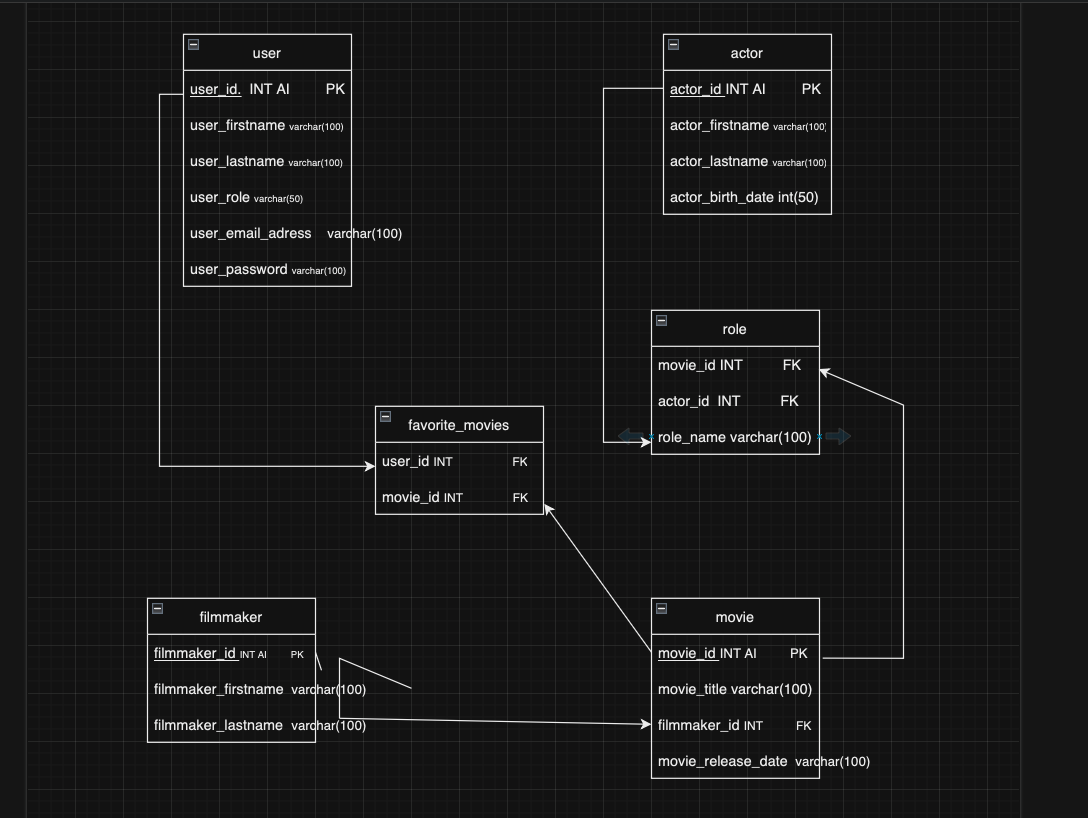 user
user_id. INT AI PK
user_firstname varchar(100)
user_lastname varchar(100)
user_role varchar(50)
user_email_adress varchar(100)
user_password varchar(100)
actor
actor_id INT AI PK
actor_firstname varchar(100)
actor_lastname varchar(100)
actor_birth_date int(50)
role
movie_id INT FK
actor_id INT FK
role_name varchar(100)
favorite_movies
user_id INT FK
movie_id INT FK
filmmaker
filmmaker_id INT AI PK
filmmaker_firstname varchar(100)
filmmaker_lastname varchar(100)
movie
movie_id INT AI PK
movie_title varchar(100)
filmmaker_id INT FK
movie_release_date varchar(100)